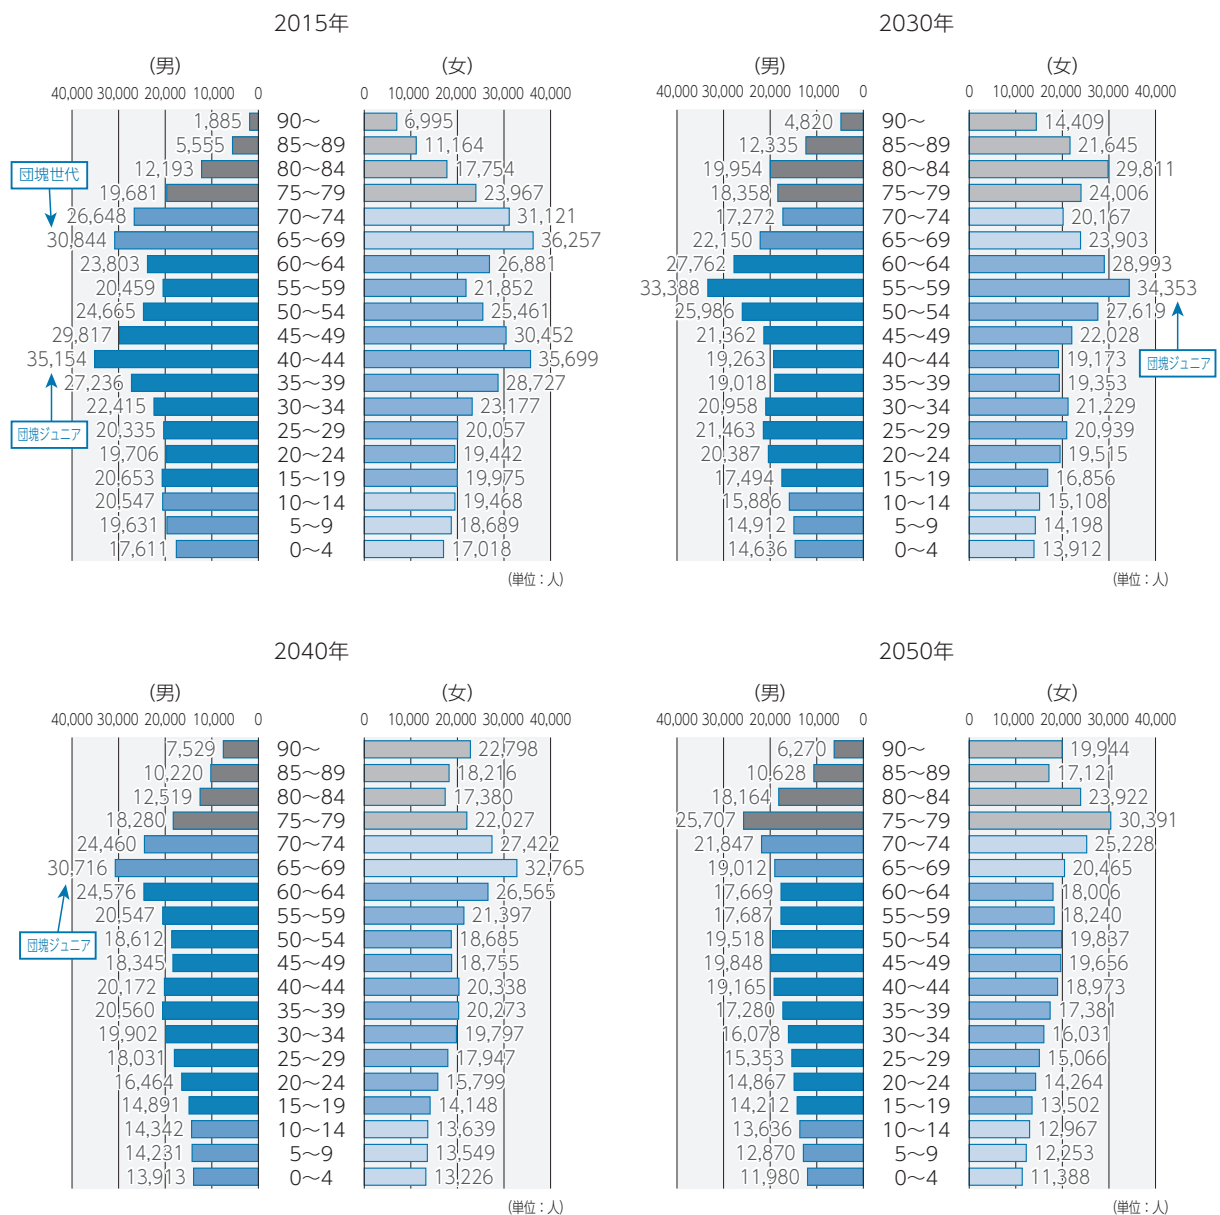 2015年
(男)
(女)
40,000 30,000 20,000 10,000 0
0 10,000 20,000 30,000 40,000
1,885 90～ 6,995
5,555 85～89 11,164
12,193 80～84 17,754
団塊世代
19,681 75～79 23,967
26,648 70～74 31,121
30,844 65～69 36,257
23,803 60～64 26,881
20,459 55～59 21,852
24,665 50～54 25,461
29,817 45～49 30,452
35,154 40～44 35,699
27,236 35～39 28,727
22,415 30～34 23,177
団塊ジュニア
20,335 25～29 20,057
19,706 20～24 19,442
20,653 15～19 19,975
20,547 10～14 19,468
19,631 5～9 18,689
17,611 0～4 17,018
(単位：人)
2030年
(男)
(女)
40,000 30,000 20,000 10,000 0
0 10,000 20,000 30,000 40,000
4,820 90～ 14,409
12,335 85～89 21,645
19,954 80～84 29,811
18,358 75～79 24,006
17,272 70～74 20,167
22,150 65～69 23,903
27,762 60～64 28,993
33,388 55～59 34,353
25,986 50～54 27,619
21,362 45～49 22,028
19,263 40～44 19,173
団塊ジュニア
19,018 35～39 19,353
20,958 30～34 21,229
21,463 25～29 20,939
20,387 20～24 19,515
17,494 15～19 16,856
15,886 10～14 15,108
14,912 5～9 14,198
14,636 0～4 13,912
(単位：人)
2040年
(男)
(女)
40,000 30,000 20,000 10,000 0
0 10,000 20,000 30,000 40,000
7,529 90～ 22,798
10,220 85～89 18,216
12,519 80～84 17,380
18,280 75～79 22,027
24,460 70～74 27,422
30,716 65～69 32,765
24,576 60～64 26,565
20,547 55～59 21,397
団塊ジュニア
18,612 50～54 18,685
18,345 45～49 18,755
20,172 40～44 20,338
20,560 35～39 20,273
19,902 30～34 19,797
18,031 25～29 17,947
16,464 20～24 15,799
14,891 15～19 14,148
14,342 10～14 13,639
14,231 5～9 13,549
13,913 0～4 13,226
(単位：人)
2050年
(男)
(女)
40,000 30,000 20,000 10,000 0
0 10,000 20,000 30,000 40,000
6,270 90～ 19,944
10,628 85～89 17,121
18,164 80～84 23,922
25,707 75～79 30,391
21,847 70～74 25,228
19,012 65～69 20,465
17,669 60～64 18,006
17,687 55～59 18,240
19,518 50～54 19,837
19,848 45～49 19,656
19,165 40～44 18,973
17,280 35～39 17,381
16,078 30～34 16,031
15,353 25～29 15,066
14,867 20～24 14,264
14,212 15～19 13,502
13,636 10～14 12,967
12,870 5～9 12,253
11,980 0～4 11,388
(単位：人)